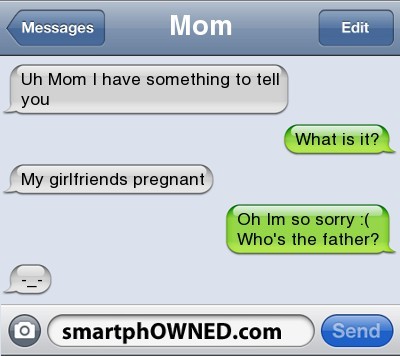 Messages
Mom
Edit
Uh Mom I have something to tell
you
What is it?
My girlfriends pregnant
Oh Im so sorry :(
Who's the father?
-_-
smartphOWNED.com
Send